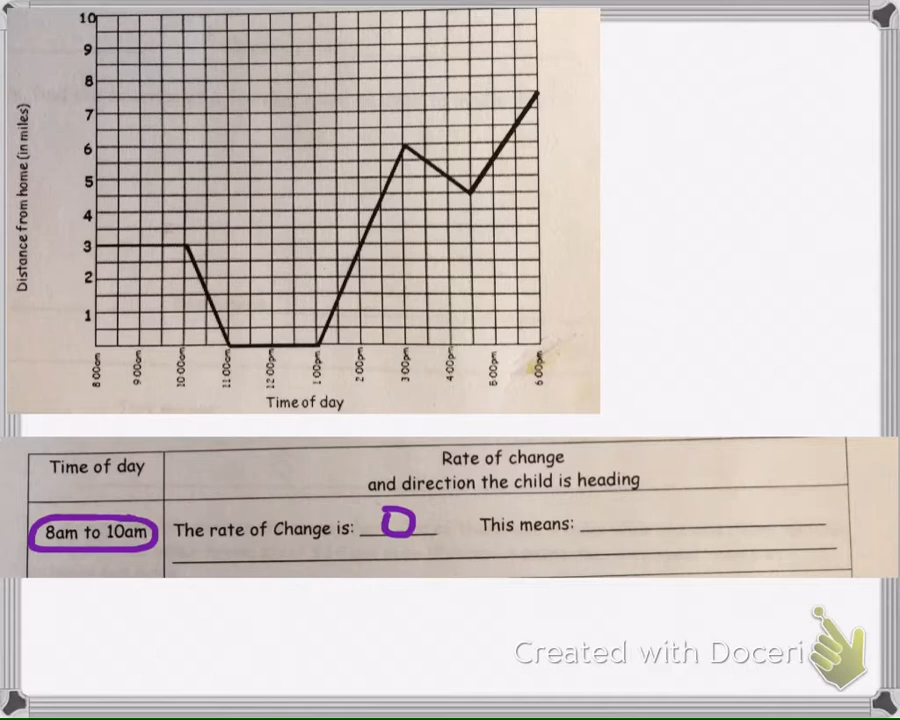 10
9
8
7
6
5
4
3
2
1
Distance from home (in miles)
8:00am
9:00am
10:00am
11:00am
12:00pm
1:00pm
2:00pm
3:00pm
4:00pm
6:00pm
Time of day
Time of day
Rate of change
and direction the child is heading
8am to 10am
The rate of Change is: 0 This means:
Created with Doceri